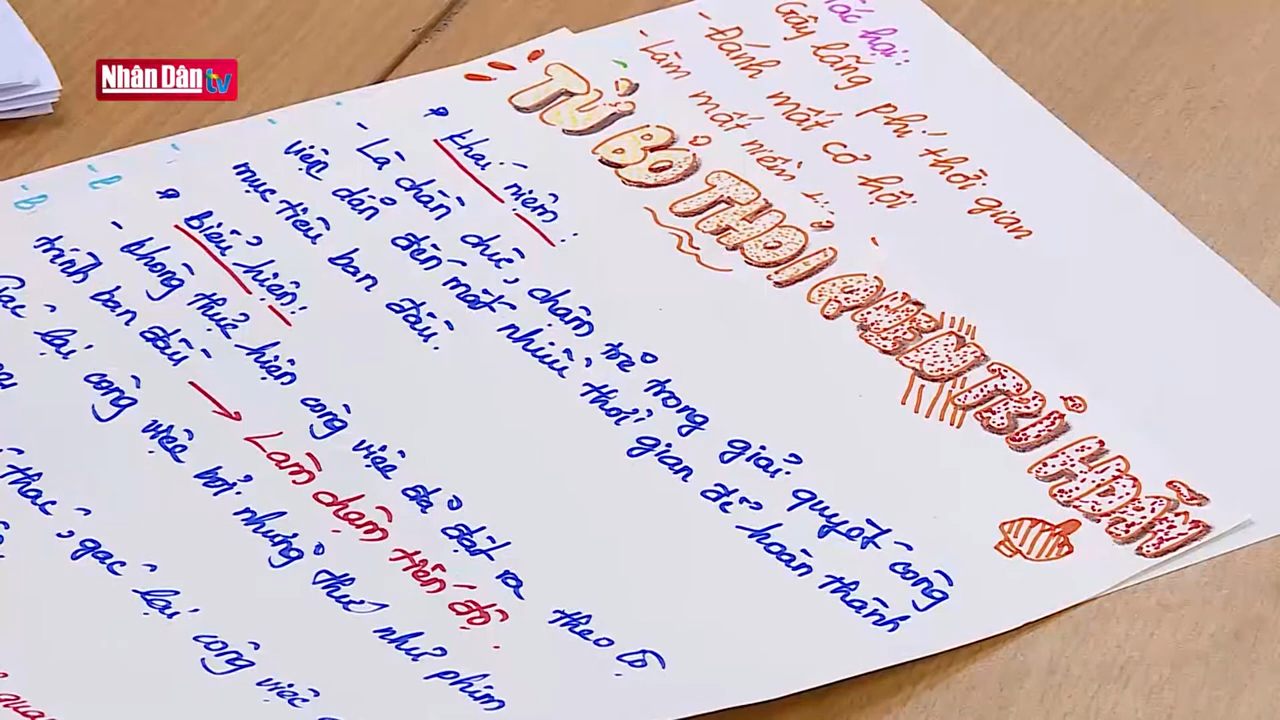 Nhân Dân tv
Tác hại:
Gây lãng phí thời gian
- Đánh mất cơ hội
- Làm mất niềm
TỪ BỎ THÓI QUEN TRÌ HOÃN
* Khái niệm:
- Là chần chừ, chậm trễ trong giải quyết công
việc dẫn đến mất nhiều thời gian để hoàn thành
mục tiêu ban đầu.
* Biểu hiện:
- Không thực hiện công việc đã đặt ra theo lộ
trình ban đầu → Làm chậm tiến độ.
Gác lại công việc bởi những thứ như phim
thác, gác lại công việc